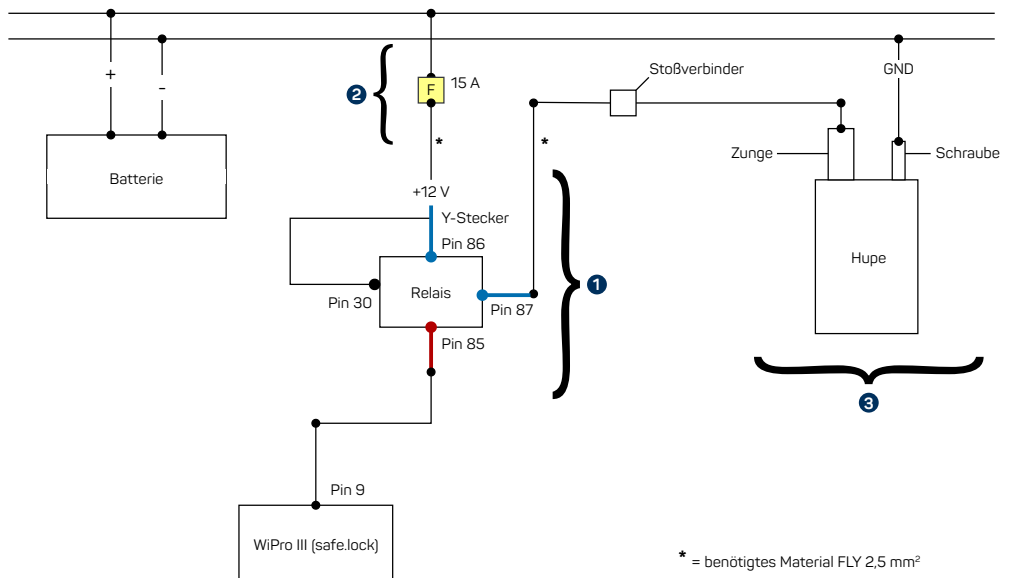 +
-
Batterie
2
F
15 A
*
+12 V
Y-Stecker
Pin 86
Relais
Pin 30
Pin 87
Pin 85
1
*
Stoßverbinder
GND
Zunge
Schraube
Hupe
3
Pin 9
WiPro III (safe.lock)
* = benötigtes Material FLY 2,5 mm²